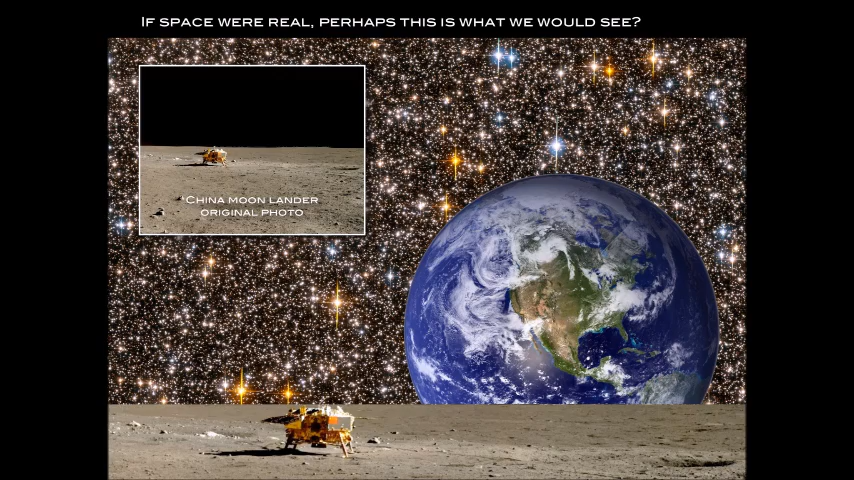 If space were real, perhaps this is what we would see?
*China moon lander
original photo